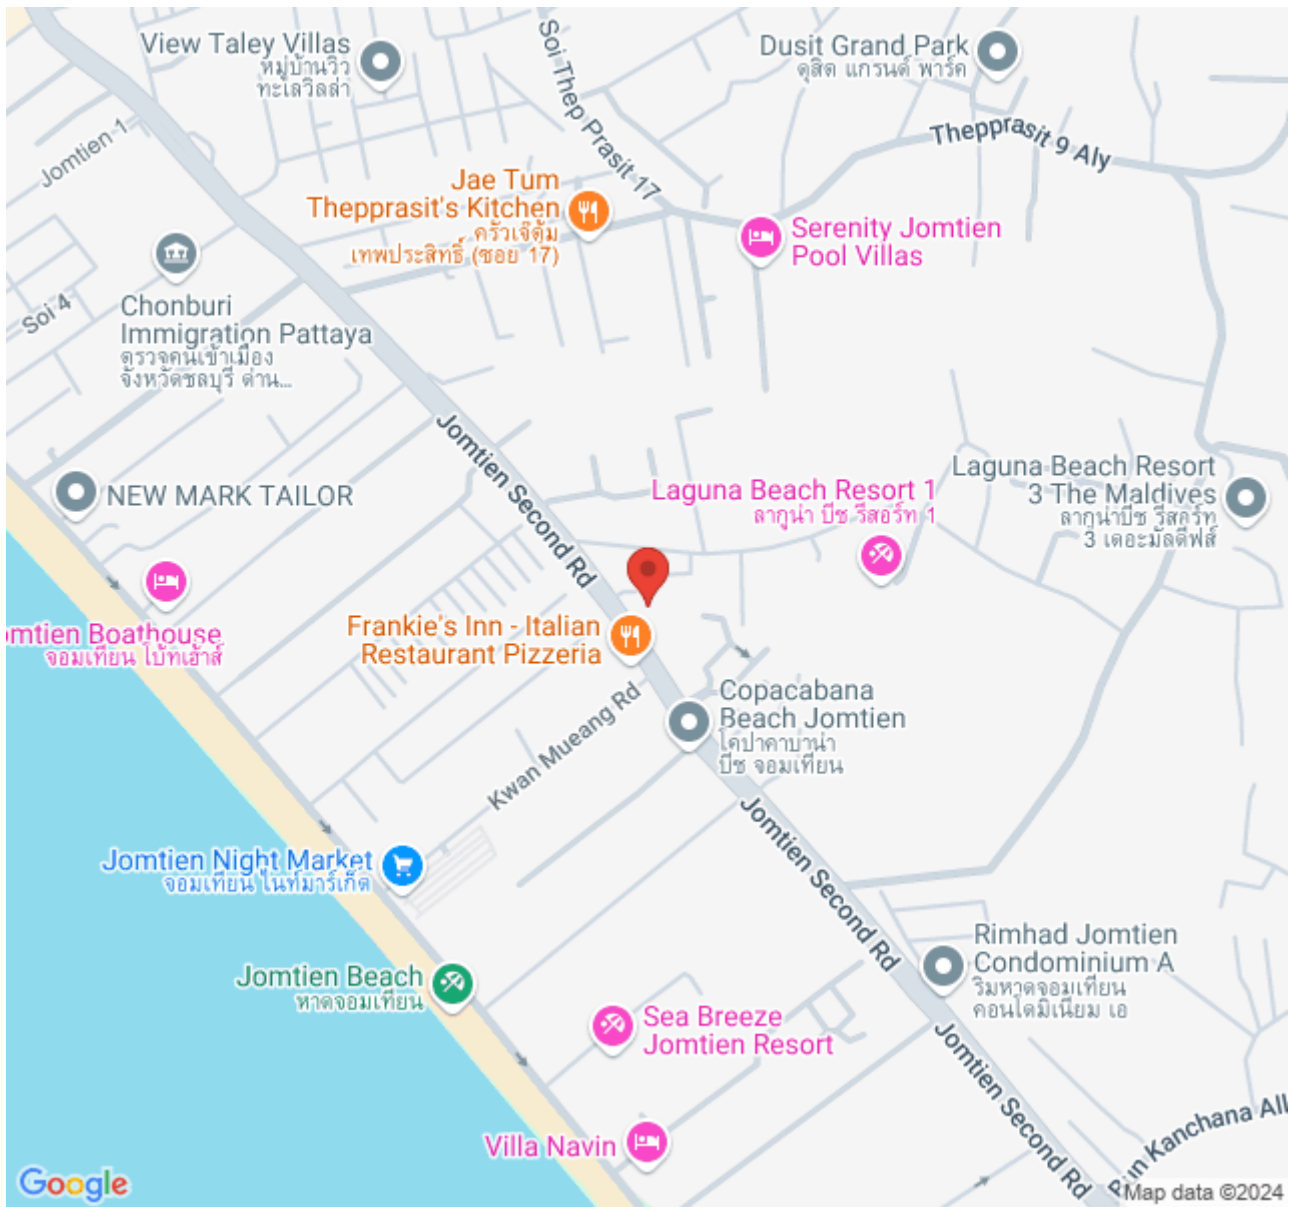 View Taley Villas
หมู่บ้านวิว
ทะเลวิลล่า
Dusit Grand Park
ดุสิต แกรนด์ พาร์ค
Soi Thep Prasit 17
Thepprasit 9 Aly
Jomtien 1
Jae Tum
Thepprasit's Kitchen
ครัวเจ๊ตุ้ม
เทพประสิทธิ์ (ซอย 17)
Serenity Jomtien
Pool Villas
Soi 4
Chonburi
Immigration Pattaya
ตรวจคนเข้าเมือง
จังหวัดชลบุรี ด่าน...
Jomtien Second Rd
NEW MARK TAILOR
Laguna Beach Resort 1
ลากูน่า บีช รีสอร์ท 1
Laguna Beach Resort
3 The Maldives
ลากูน่าบีช รีสอร์ท
3 เดอะมัลดีฟส์
omtien Boathouse
จอมเทียน โบ๊ทเฮ้าส์
Frankie's Inn - Italian
Restaurant Pizzeria
Kwan Mueang Rd
Copacabana
Beach Jomtien
โคปาคาบาน่า
บีช จอมเทียน
Jomtien Second Rd
Jomtien Night Market
จอมเทียน ไนท์มาร์เก็ต
Jomtien Beach
หาดจอมเทียน
Rimhad Jomtien
Condominium A
ริมหาดจอมเทียน
คอนโดมิเนียม เอ
Sea Breeze
Jomtien Resort
Jomtien Second Rd
Villa Navin
Bun Kanchana All
Google
Map data ©2024